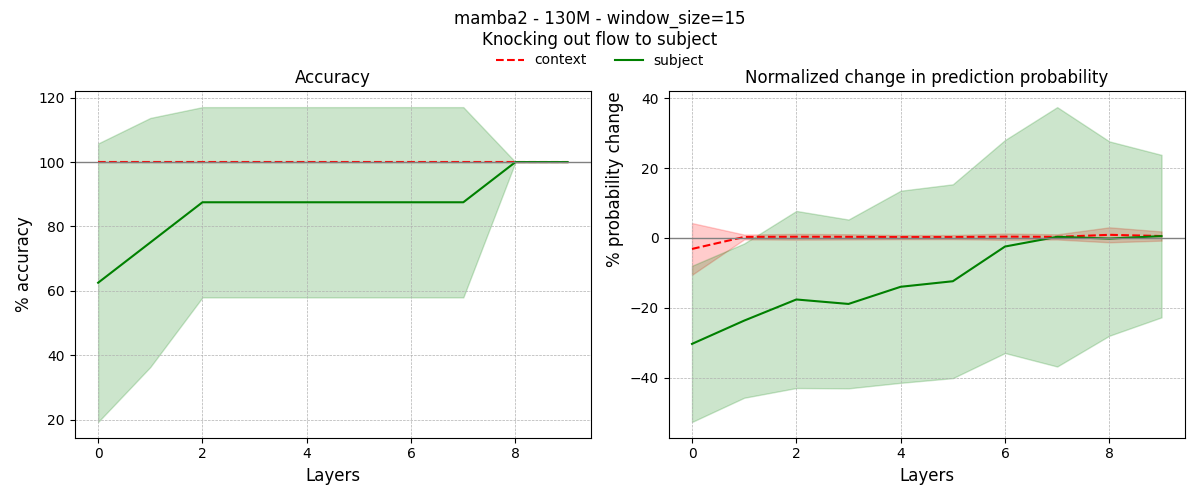 mamba2 - 130M - window_size=15
Knocking out flow to subject
context
subject
Accuracy
120
100
80
60
40
20
% accuracy
0
2
4
6
8
Layers
Normalized change in prediction probability
40
20
0
−20
−40
% probability change
0
2
4
6
8
Layers